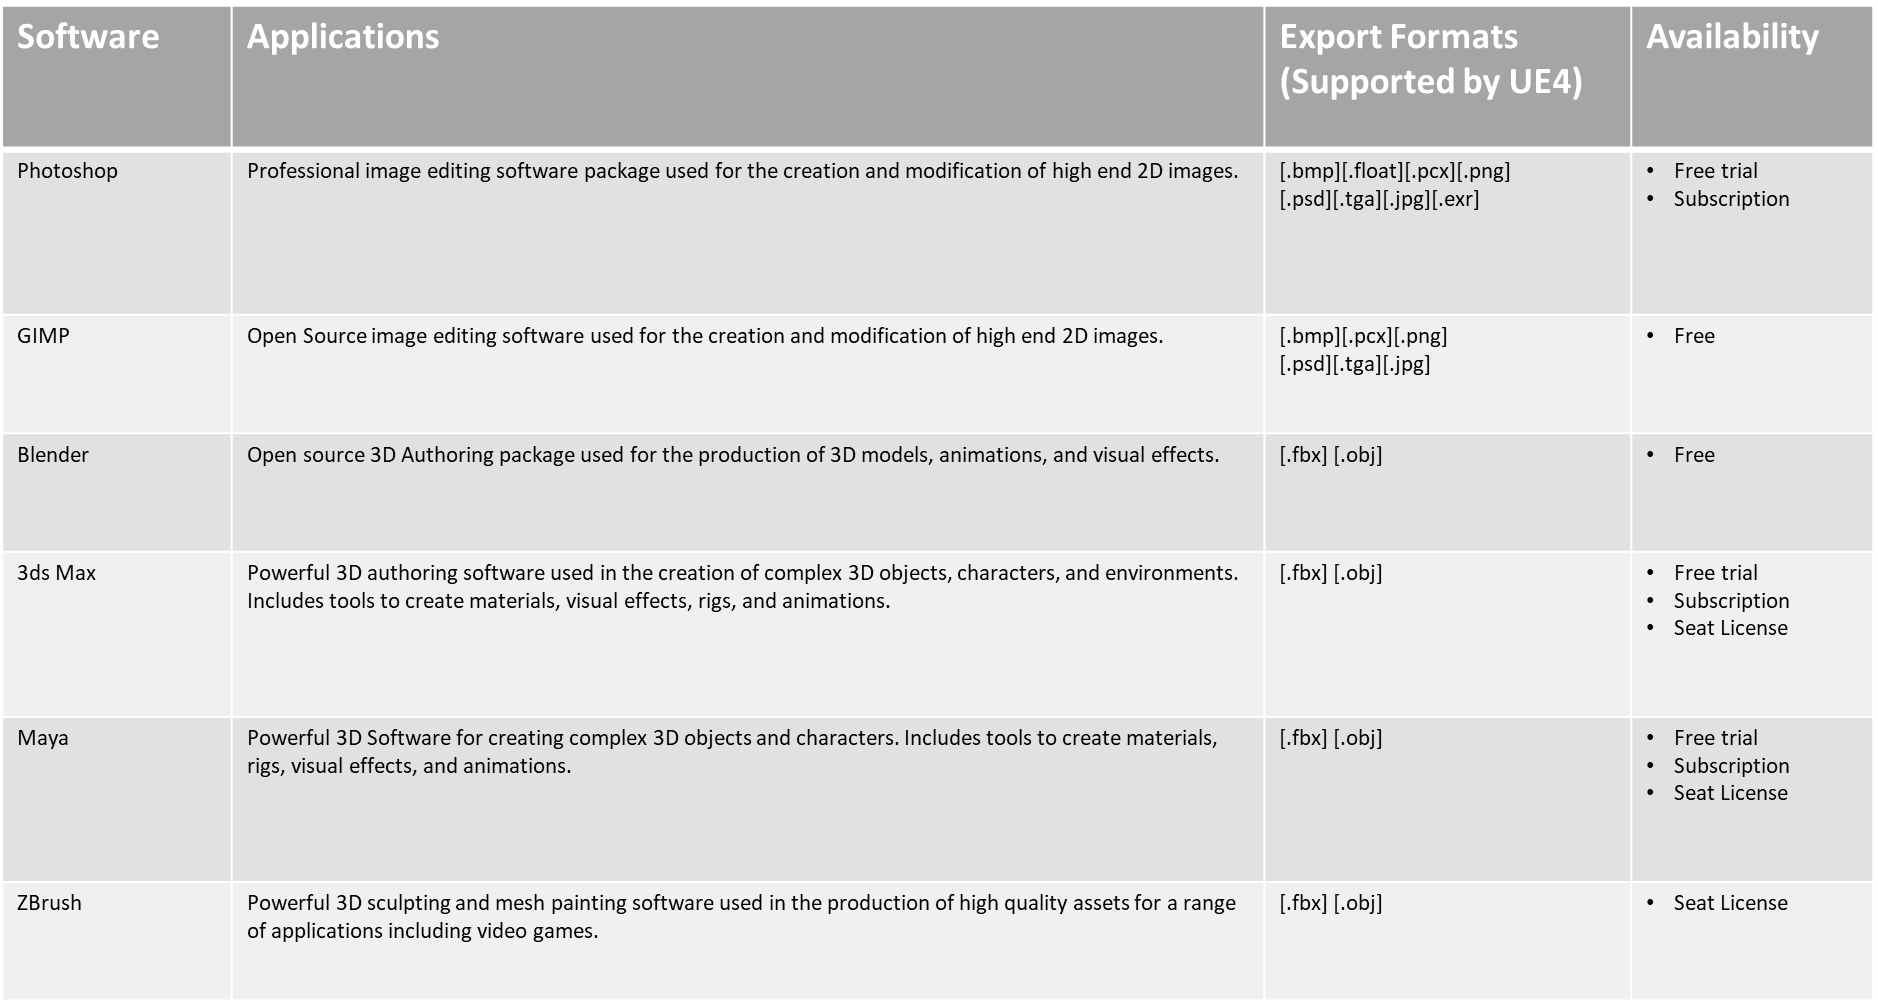 Software
Applications
Export Formats
(Supported by UE4)
Availability
Photoshop
Professional image editing software package used for the creation and modification of high end 2D images.
[.bmp][.float][.pcx][.png]
[.psd][.tga][.jpg][.exr]
• Free trial
• Subscription
GIMP
Open Source image editing software used for the creation and modification of high end 2D images.
[.bmp][.pcx][.png]
[.psd][.tga][.jpg]
• Free
Blender
Open source 3D Authoring package used for the production of 3D models, animations, and visual effects.
[.fbx] [.obj]
• Free
3ds Max
Powerful 3D authoring software used in the creation of complex 3D objects, characters, and environments.
Includes tools to create materials, visual effects, rigs, and animations.
[.fbx] [.obj]
• Free trial
• Subscription
• Seat License
Maya
Powerful 3D Software for creating complex 3D objects and characters. Includes tools to create materials,
rigs, visual effects, and animations.
[.fbx] [.obj]
• Free trial
• Subscription
• Seat License
ZBrush
Powerful 3D sculpting and mesh painting software used in the production of high quality assets for a range
of applications including video games.
[.fbx] [.obj]
• Seat License